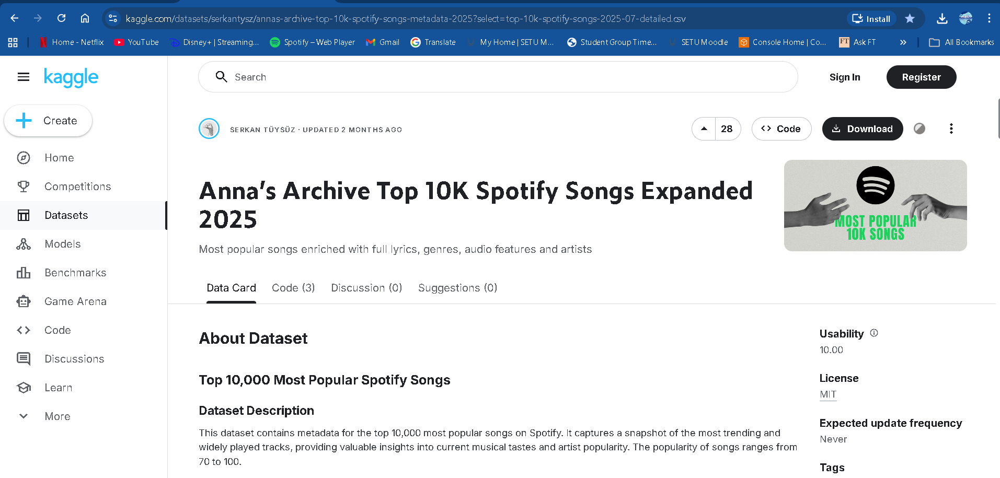 kaggle.com/datasets/serkantysz/annas-archive-top-10k-spotify-songs-metadata-2025?select=top-10k-spotify-songs-2025-07-detailed.csv
Install
Home - Netflix
YouTube
Disney+ | Streaming...
Spotify – Web Player
Gmail
Translate
My Home | SETU M...
Student Group Time...
SETU Moodle
Console Home | Co...
FT
Ask FT
All Bookmarks
kaggle
Search
Sign In
Register
Create
Home
Competitions
Datasets
Models
Benchmarks
Game Arena
Code
Discussions
Learn
More
SERKAN TÜYSÜZ · UPDATED 2 MONTHS AGO
28
Code
Download
Anna's Archive Top 10K Spotify Songs Expanded
2025
Most popular songs enriched with full lyrics, genres, audio features and artists
MOST POPULAR
10K SONGS
Data Card
Code (3)
Discussion (0)
Suggestions (0)
About Dataset
Top 10,000 Most Popular Spotify Songs
Dataset Description
This dataset contains metadata for the top 10,000 most popular songs on Spotify. It captures a snapshot of the most trending and
widely played tracks, providing valuable insights into current musical tastes and artist popularity. The popularity of songs ranges from
70 to 100.
Usability
10.00
License
MIT
Expected update frequency
Never
Tags